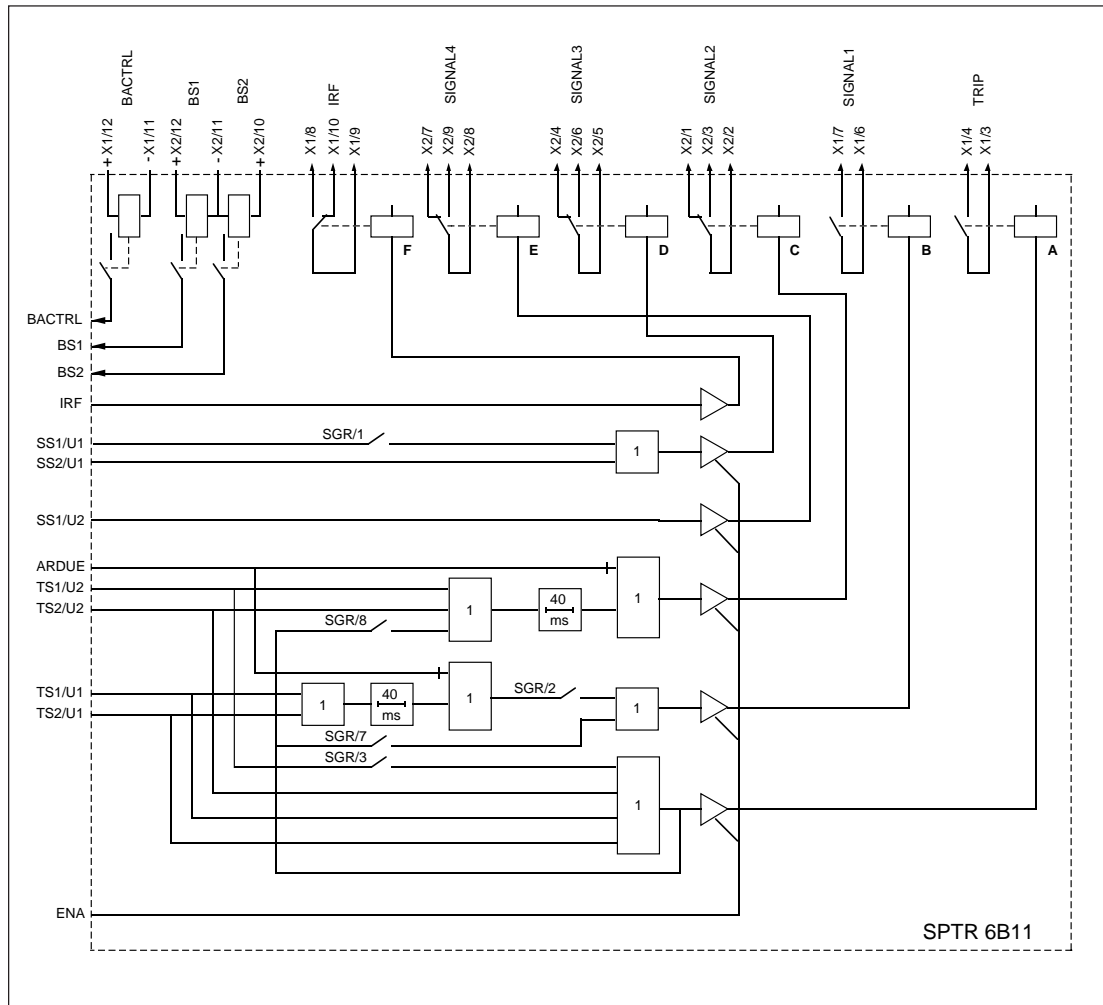 BACTRL
BS1
BS2
IRF
SIGNAL4
SIGNAL3
SIGNAL2
SIGNAL1
TRIP
+ X1/12
- X1/11
+ X2/12
- X2/11
+ X2/10
X1/8
X1/10
X1/9
X2/7
X2/9
X2/8
X2/4
X2/6
X2/5
X2/1
X2/3
X2/2
X1/7
X1/6
X1/4
X1/3
F
E
D
C
B
A
BACTRL
BS1
BS2
IRF
SS1/U1
SGR/1
1
SS2/U1
SS1/U2
ARDUE
TS1/U2
TS2/U2
1
40
ms
1
SGR/8
TS1/U1
TS2/U1
1
40
ms
1
SGR/2
1
SGR/7
SGR/3
1
ENA
SPTR 6B11